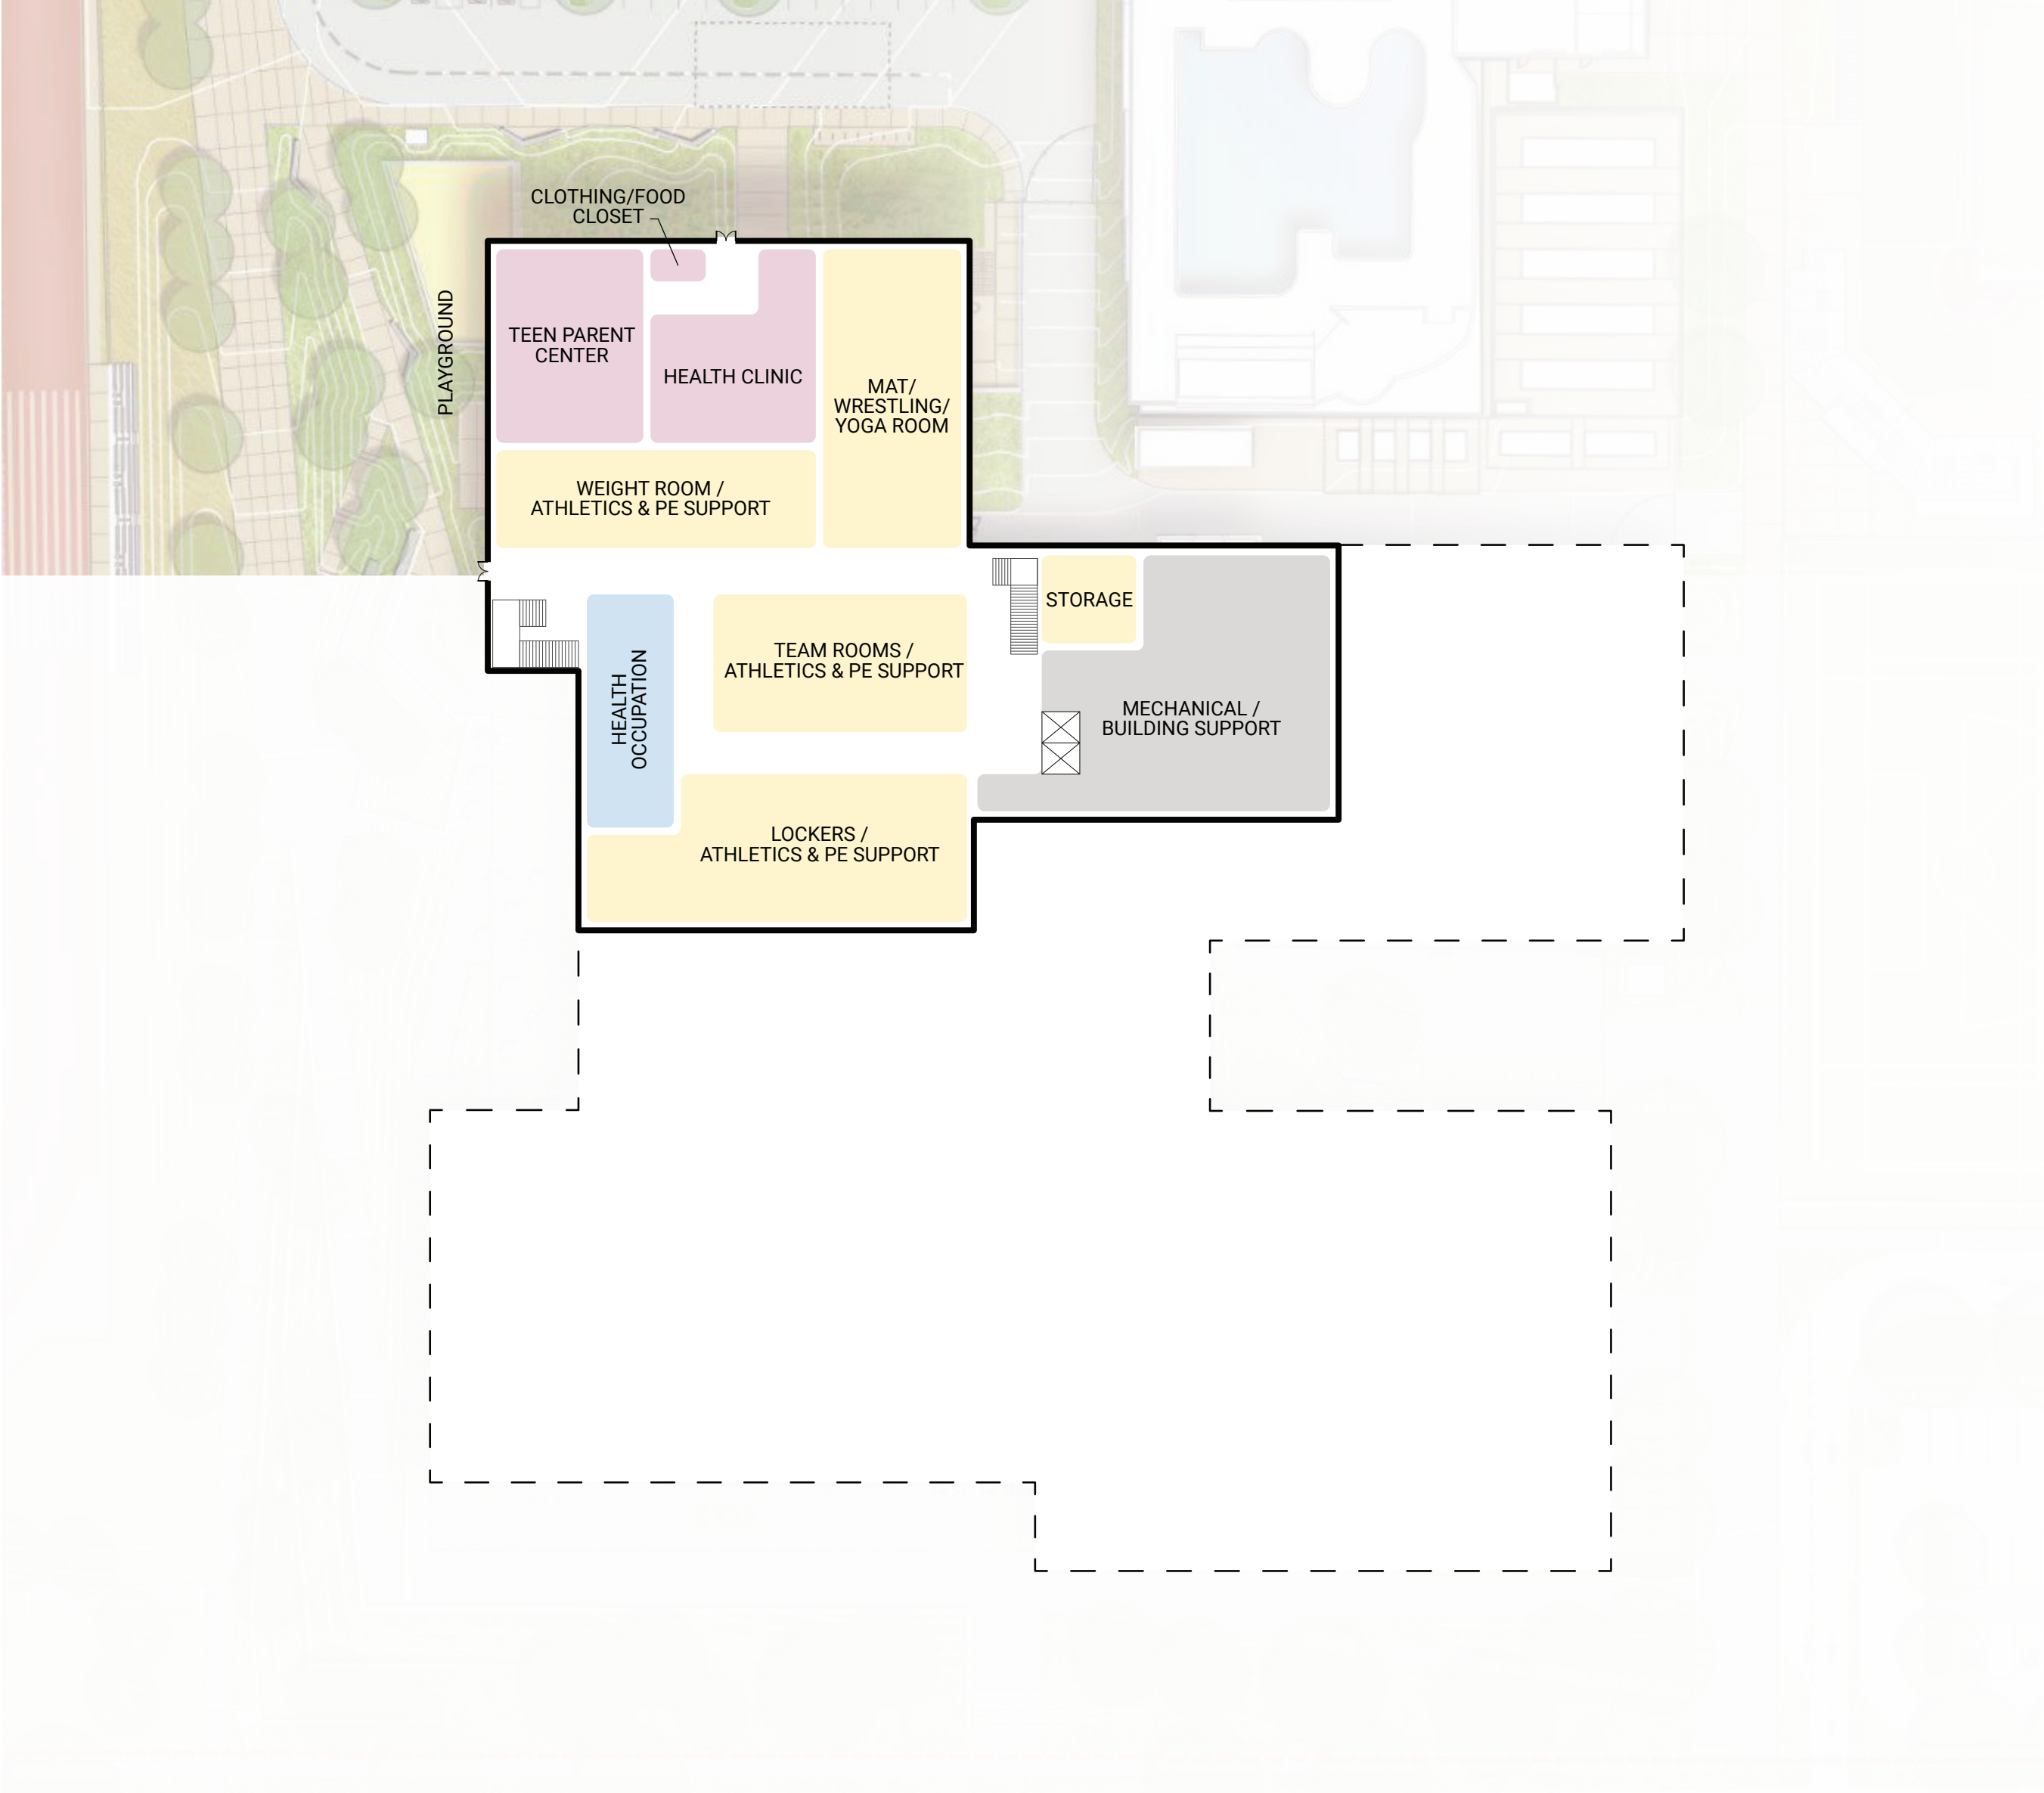 CLOTHING/FOOD
CLOSET
PLAYGROUND
TEEN PARENT
CENTER
HEALTH CLINIC
MAT/
WRESTLING/
YOGA ROOM
WEIGHT ROOM /
ATHLETICS & PE SUPPORT
STORAGE
HEALTH
OCCUPATION
TEAM ROOMS /
ATHLETICS & PE SUPPORT
MECHANICAL /
BUILDING SUPPORT
LOCKERS /
ATHLETICS & PE SUPPORT